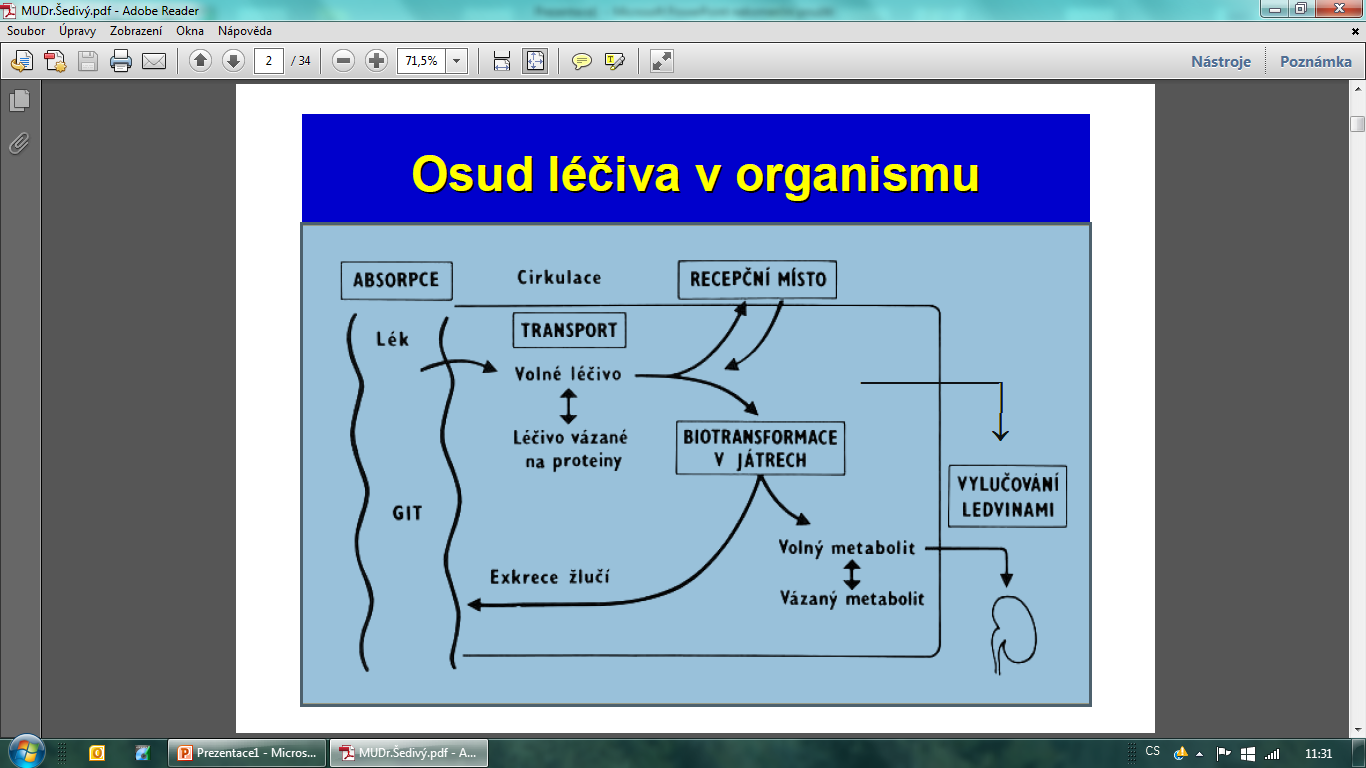 MUDr.Šedivý.pdf - Adobe Reader
Soubor Úpravy Zobrazení Okna Nápověda
2 / 34 71,5% Nástroje Poznámka
Osud léčiva v organismu
ABSORPCE Cirkulace RECEPČNÍ MÍSTO
Lék TRANSPORT
Volné léčivo
Léčivo vázané
na proteiny
BIOTRANSFORMACE
V JÁTRECH
VYLUČOVÁNÍ
LEDVINAMI
GIT
Volný metabolit
Exkrece žlučí
Vázaný metabolit
Prezentace1 - Micros... MUDr.Šedivý.pdf - A... CS 11:31